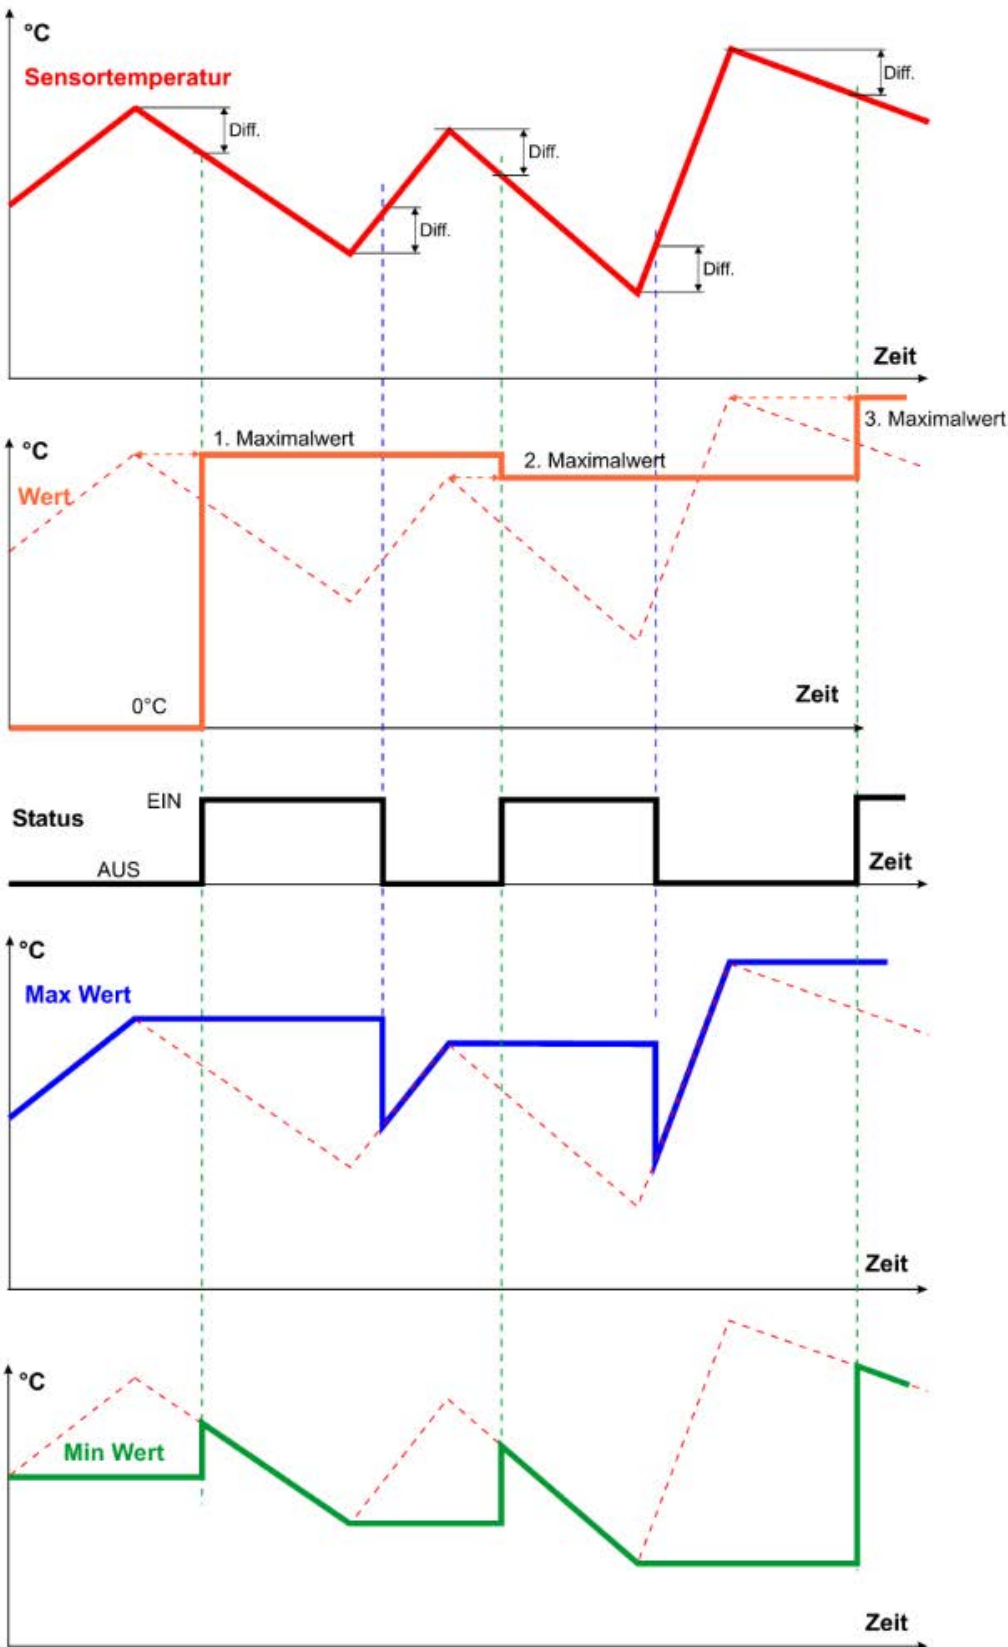 °C
Sensortemperatur
Diff.
Diff.
Diff.
Diff.
Diff.
Zeit
°C
1. Maximalwert
2. Maximalwert
3. Maximalwert
Wert
0°C
Zeit
EIN
Status
AUS
Zeit
°C
Max Wert
Zeit
°C
Min Wert
Zeit